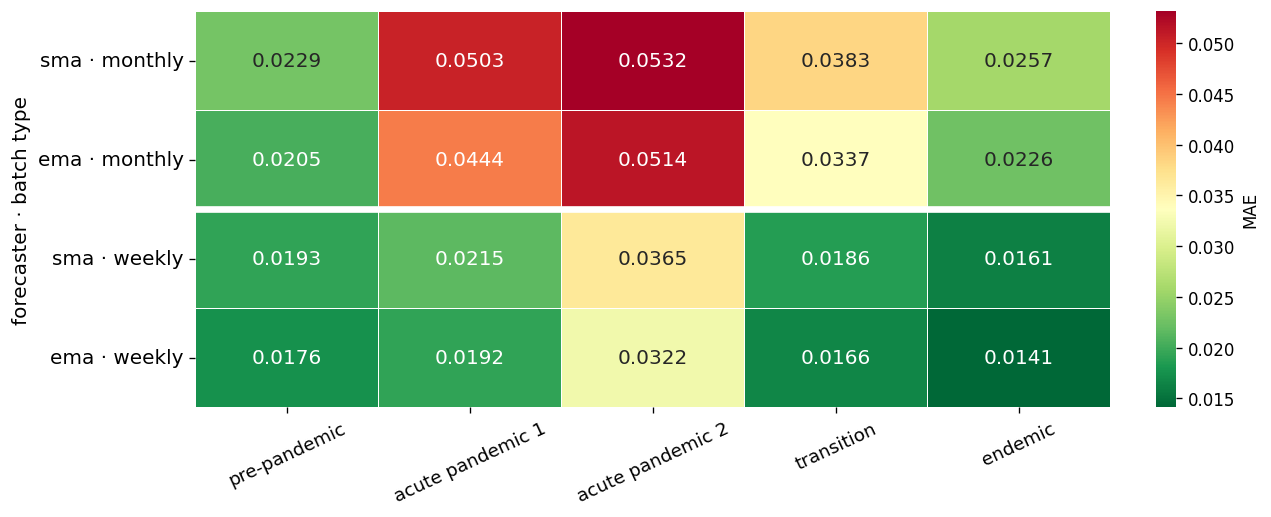 forecaster · batch type
sma · monthly 0.0229 0.0503 0.0532 0.0383 0.0257
ema · monthly 0.0205 0.0444 0.0514 0.0337 0.0226
sma · weekly 0.0193 0.0215 0.0365 0.0186 0.0161
ema · weekly 0.0176 0.0192 0.0322 0.0166 0.0141
pre-pandemic acute pandemic 1 acute pandemic 2 transition endemic
0.050
0.045
0.040
0.035
0.030
0.025
0.020
0.015
MAE